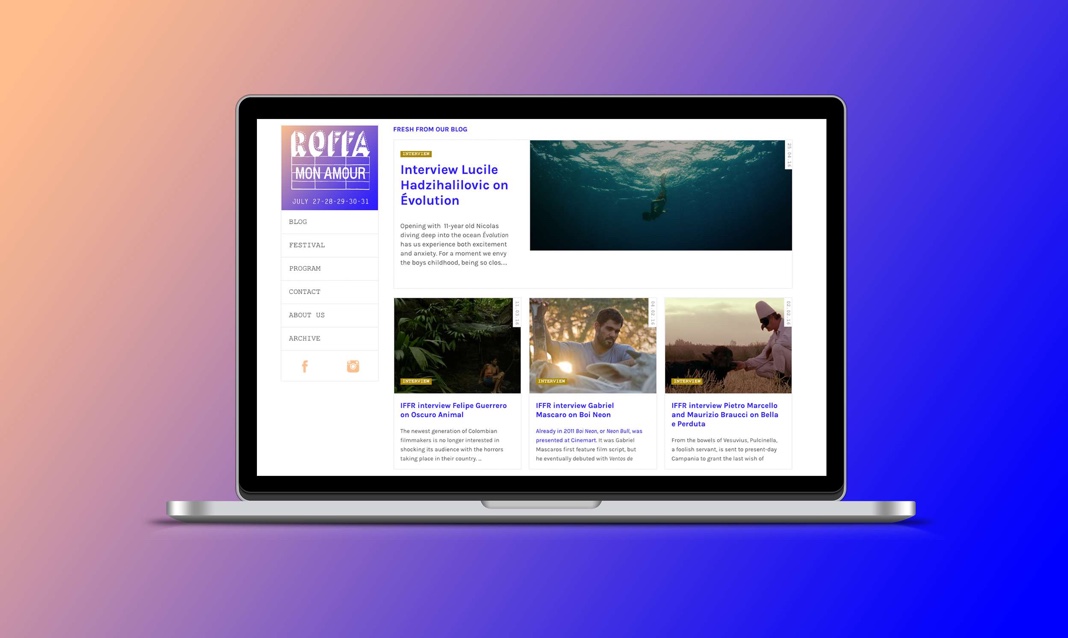 ROFFA
MON AMOUR
JULY 27-28-29-30-31
BLOG
FESTIVAL
PROGRAM
CONTACT
ABOUT US
ARCHIVE
FRESH FROM OUR BLOG
INTERVIEW
Interview Lucile
Hadzihalilovic on
Évolution
Opening with 11-year old Nicolas
diving deep into the ocean Évolution
has us experience both excitement
and anxiety. For a moment we envy
the boys childhood, being so clos...
INTERVIEW
IFFR interview Felipe Guerrero
on Oscuro Animal
The newest generation of Colombian
filmmakers is no longer interested in
shocking its audience with the horrors
taking place in their country. ...
INTERVIEW
IFFR interview Gabriel
Mascaro on Boi Neon
Already in 2011 Boi Neon, or Neon Bull, was
presented at Cinemart. It was Gabriel
Mascaros first feature film script, but
he eventually debuted with Ventos de
INTERVIEW
IFFR interview Pietro Marcello
and Maurizio Braucci on Bella
e Perduta
From the bowels of Vesuvius, Pulcinella,
a foolish servant, is sent to present-day
Campania to grant the last wish of